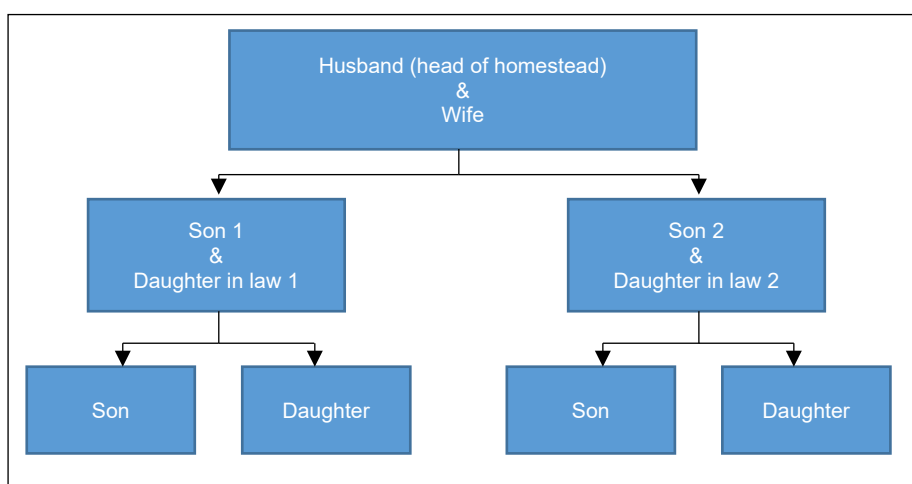 Husband (head of homestead)
&
Wife
Son 1
&
Daughter in law 1
Son 2
&
Daughter in law 2
Son
Daughter
Son
Daughter